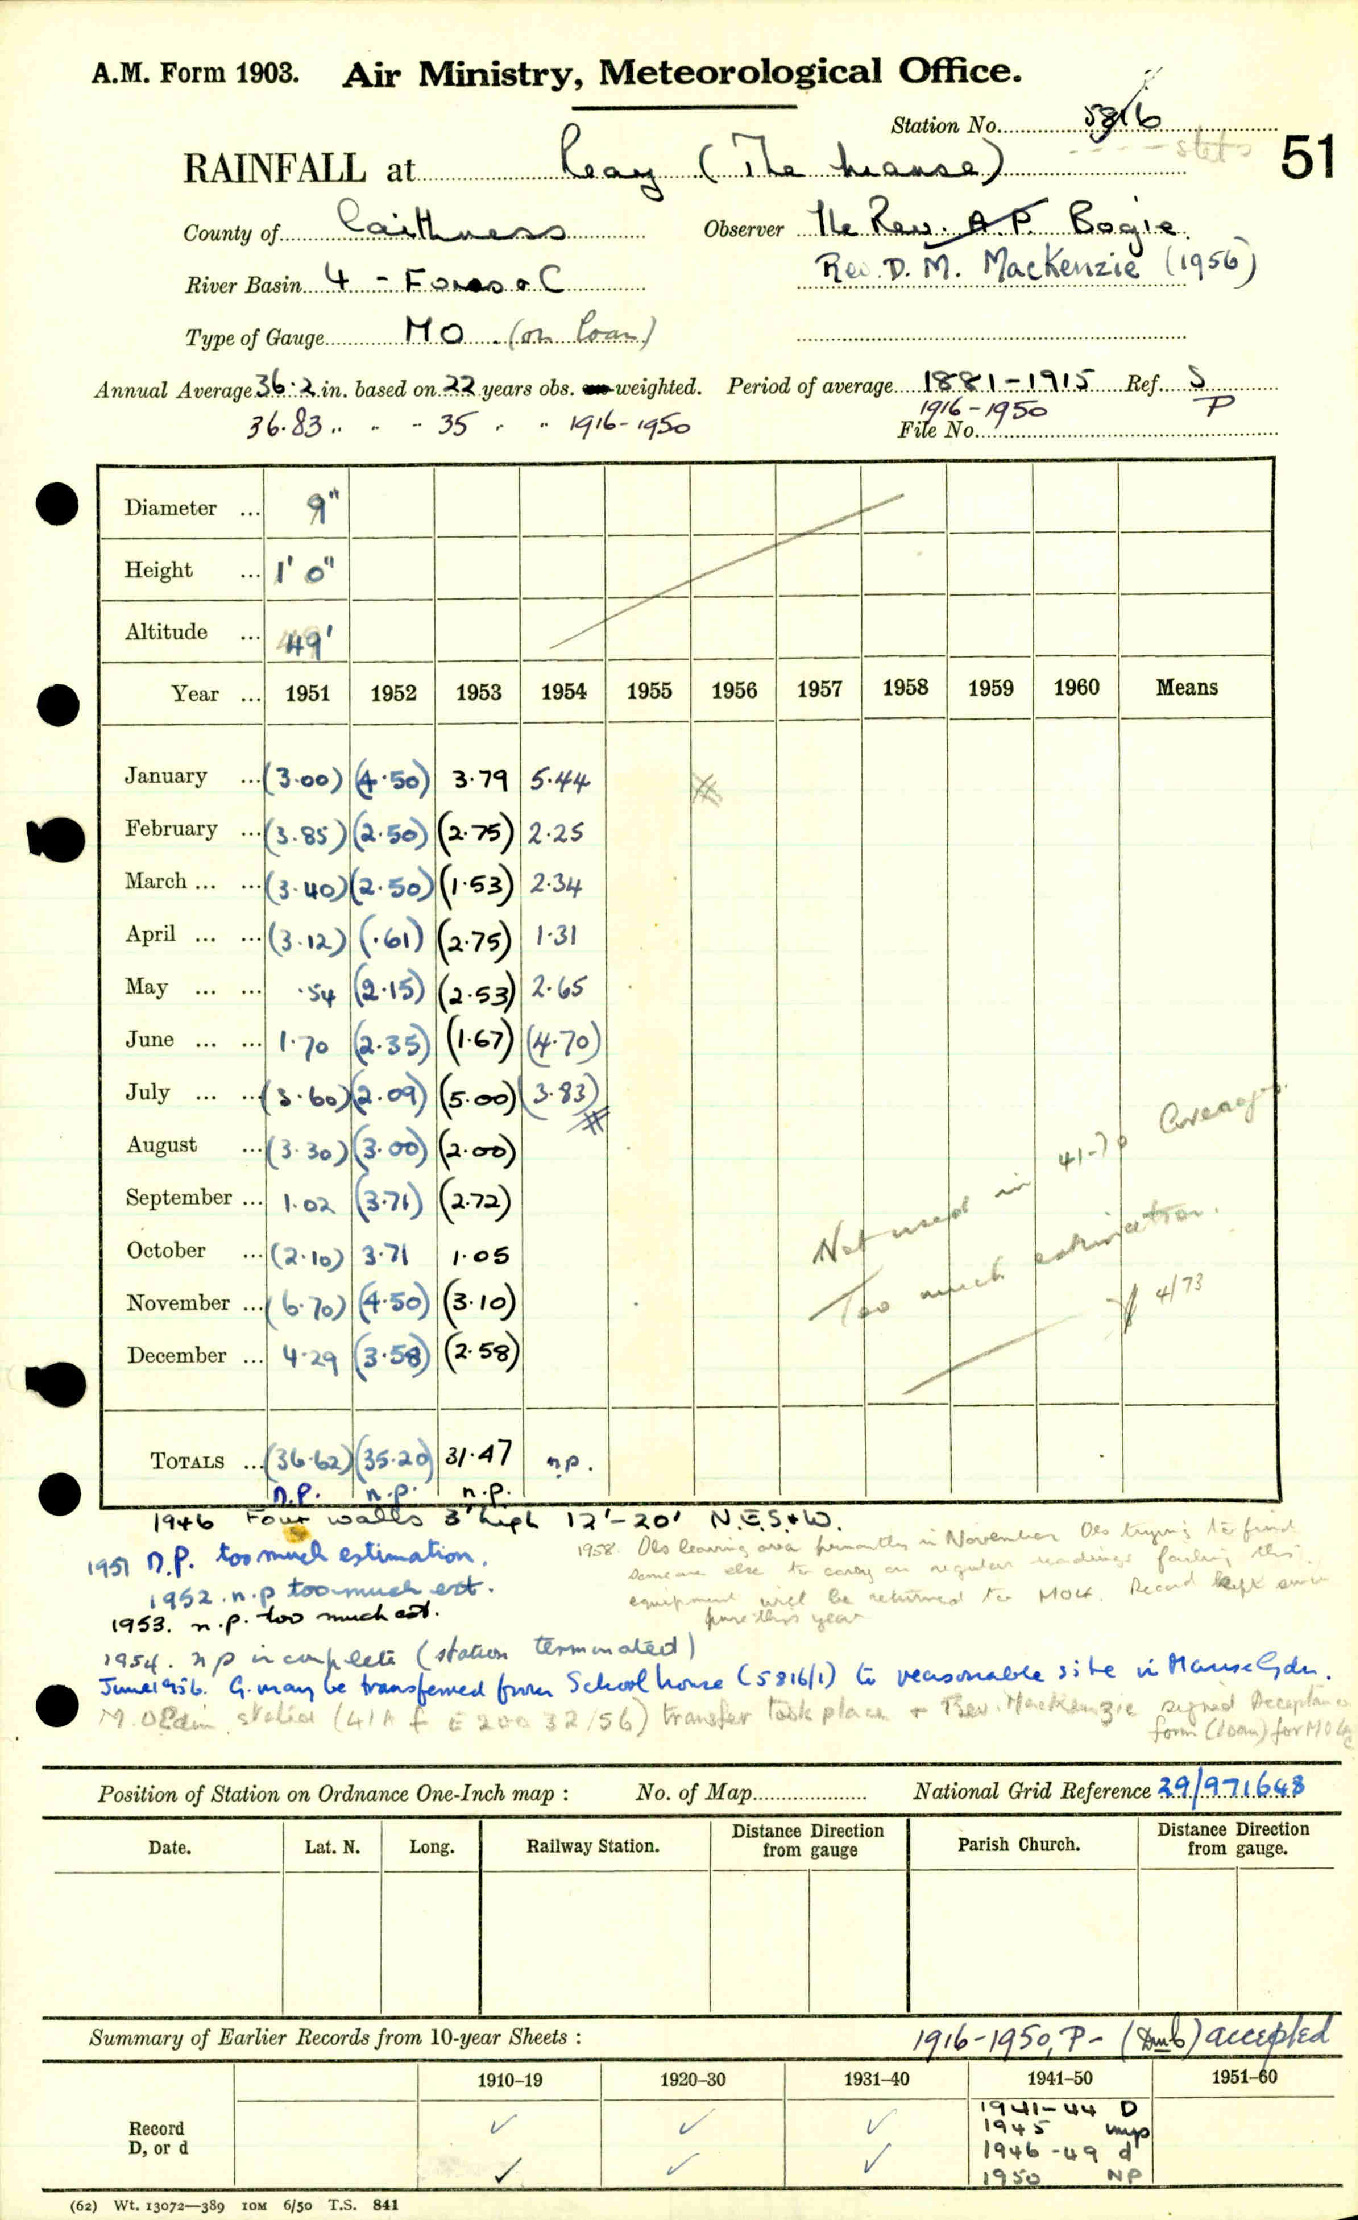 A.M. Form 1903. Air Ministry, Meteorological Office.
Station No. 5816
stet
51
RAINFALL at Reay (The Manse)
County of Caithness Observer The Rev. A.P. Bogie.
Rev. D. M. MacKenzie (1956)
River Basin 4 - Forss & C
Type of Gauge MO (on loan)
Annual Average 36.2 in. based on 22 years obs. weighted. Period of average 1881-1915 Ref. S
36.83 " " " 35 " " 1916-1950 1916-1950 P
File No.
Diameter ... 9"
Height ... 1' 0"
Altitude ... 49'
Year ... 1951 1952 1953 1954 1955 1956 1957 1958 1959 1960 Means
January ... (3.00) (4.50) 3.79 5.44
February ... (3.85) (2.50) (2.75) 2.25
March ... ... (3.40) (2.50) (1.53) 2.34
April ... ... (3.12) (.61) (2.75) 1.31
May ... ... .54 (2.15) (2.53) 2.65
June ... ... 1.70 (2.35) (1.67) (4.70)
July ... ... (3.60) (2.09) (5.00) (3.83)
August ... (3.30) (3.00) (2.00)
September ... 1.02 (3.71) (2.72)
October ... (2.10) 3.71 1.05
November ... (6.70) (4.50) (3.10)
December ... 4.29 (3.58) (2.58)
Not used in 41-70 Averages
Too much estimation.
4/73
TOTALS ... (36.62) (35.20) 31.47 n.p.
n.p. n.p. n.p.
1946 Four walls 3' high 12'-20' N.E.S.&W.
1951 n.p. too much estimation.
1952. n.p too much est.
1953. n.p. too much est.
1954. n p incomplete (station terminated)
1958. Obs leaving area in November Obs trying to find
someone else to carry on regular readings failing this
equipment will be returned to MO4. Record kept
this year
June 1956. G. may be transferred from School house (5816/1) to reasonable site in Manse Gdn.
M.O Edin stated (41A f E 200 32/56) transfer took place & Rev. MacKenzie signed Acceptance
form (loan) for MO
Position of Station on Ordnance One-Inch map : No. of Map National Grid Reference 29/971648
Date. Lat. N. Long. Railway Station. Distance Direction from gauge Parish Church. Distance Direction from gauge.
Summary of Earlier Records from 10-year Sheets : 1916-1950, P - (Dmb) accepted
1910–19 1920–30 1931–40 1941–50 1951–60
Record
D, or d
✓ ✓ ✓
✓ ✓ ✓
1941-44 D
1945 unp
1946-49 d
1950 NP
(62) Wt. 13072—389 10M 6/50 T.S. 841